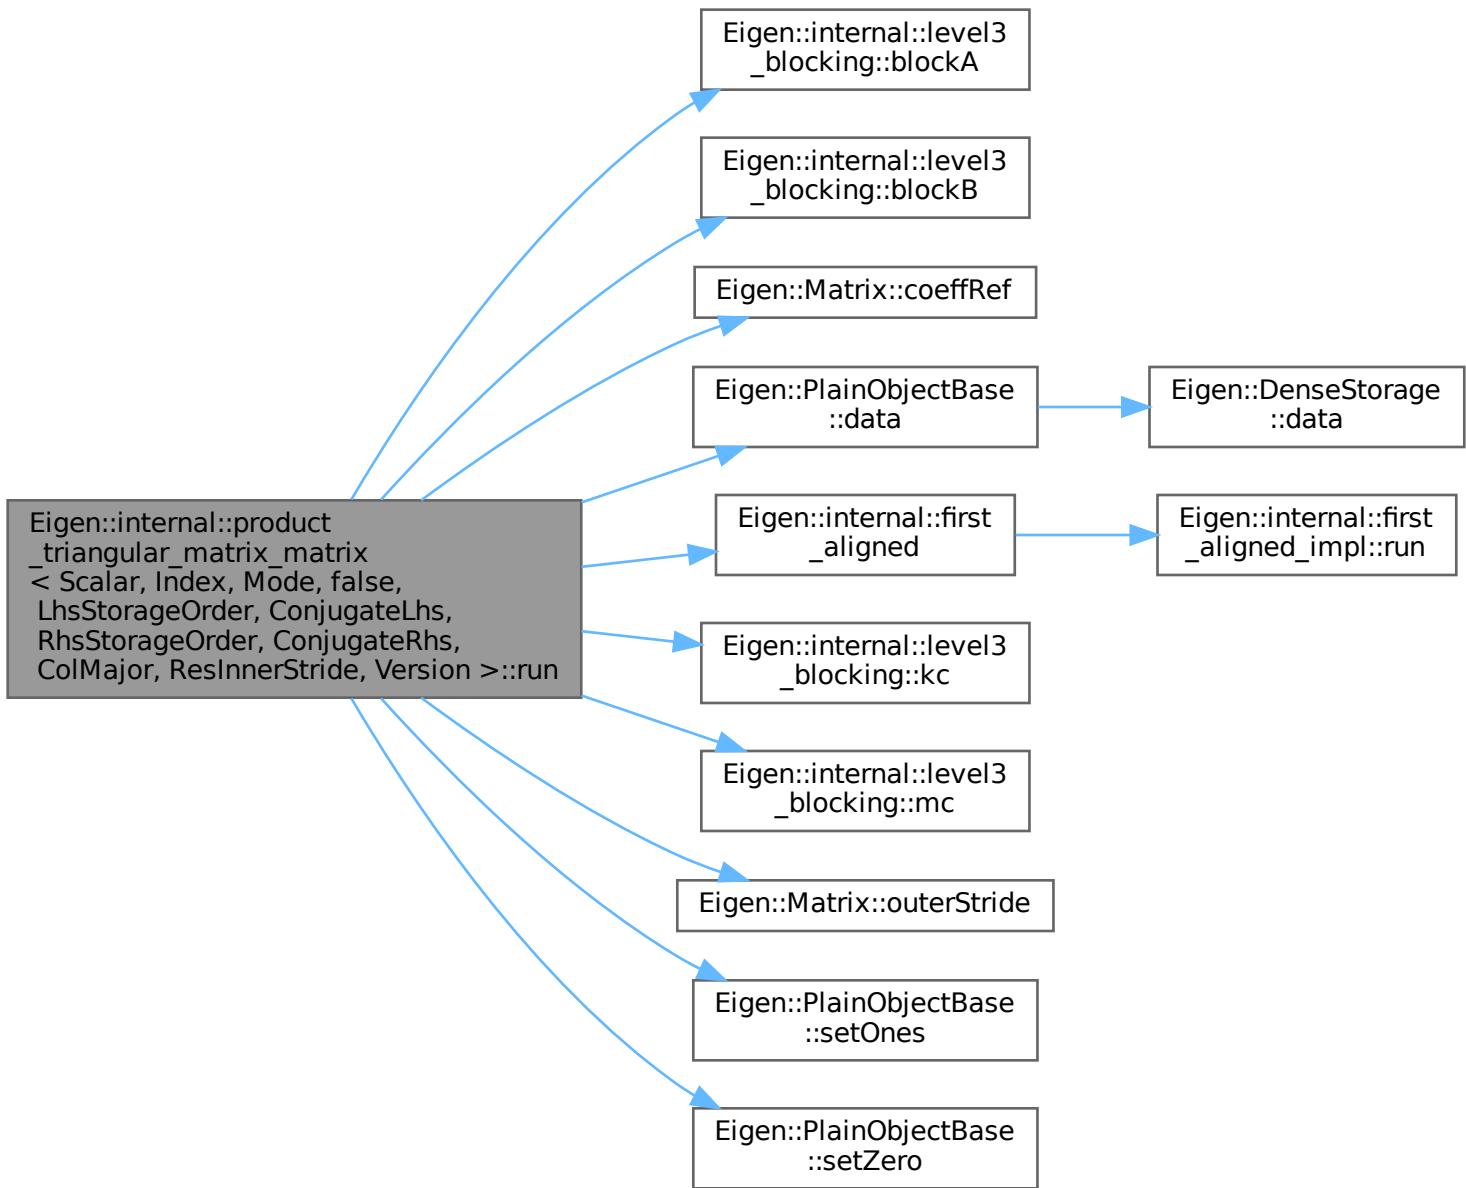 Eigen::internal::product
_triangular_matrix_matrix
< Scalar, Index, Mode, false,
LhsStorageOrder, ConjugateLhs,
RhsStorageOrder, ConjugateRhs,
ColMajor, ResInnerStride, Version >::run
Eigen::internal::level3
_blocking::blockA
Eigen::internal::level3
_blocking::blockB
Eigen::Matrix::coeffRef
Eigen::PlainObjectBase
::data
Eigen::DenseStorage
::data
Eigen::internal::first
_aligned
Eigen::internal::first
_aligned_impl::run
Eigen::internal::level3
_blocking::kc
Eigen::internal::level3
_blocking::mc
Eigen::Matrix::outerStride
Eigen::PlainObjectBase
::setOnes
Eigen::PlainObjectBase
::setZero